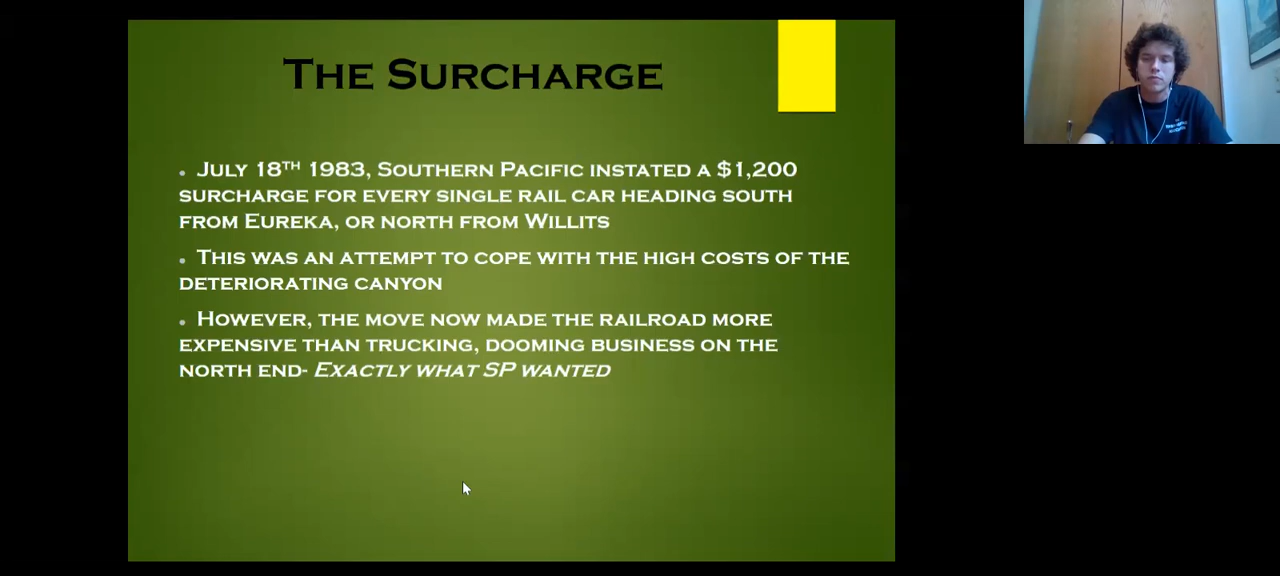 The Surcharge
• July 18th 1983, Southern Pacific instated a $1,200
surcharge for every single rail car heading south
from Eureka, or north from Willits
• This was an attempt to cope with the high costs of the
deteriorating canyon
• However, the move now made the railroad more
expensive than trucking, dooming business on the
north end- Exactly what SP wanted